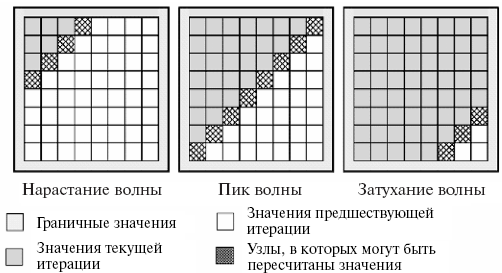 Нарастание волны
Пик волны
Затухание волны
Граничные значения
Значения предшествующей
итерации
Значения текущей
итерации
Узлы, в которых могут быть
пересчитаны значения